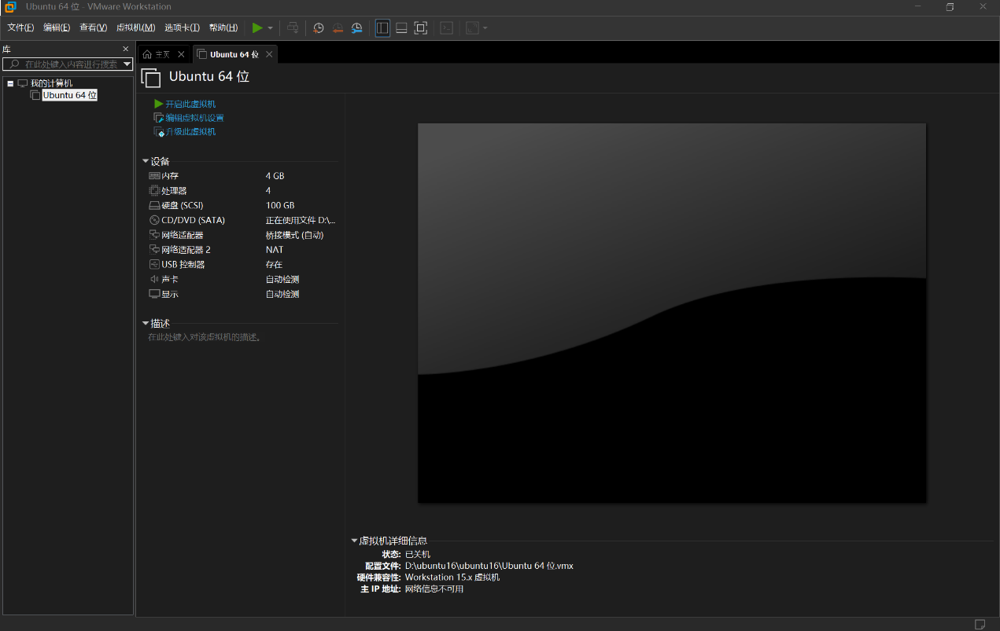 Ubuntu 64 位 - VMware Workstation
文件(F) 编辑(E) 查看(V) 虚拟机(M) 选项卡(T) 帮助(H)
库
在此处键入内容进行搜索
我的计算机
Ubuntu 64 位
主页
Ubuntu 64 位
Ubuntu 64 位
开启此虚拟机
编辑虚拟机设置
升级此虚拟机
设备
内存 4 GB
处理器 4
硬盘 (SCSI) 100 GB
CD/DVD (SATA) 正在使用文件 D:\...
网络适配器 桥接模式 (自动)
网络适配器 2 NAT
USB 控制器 存在
声卡 自动检测
显示 自动检测
描述
在此处键入对该虚拟机的描述。
虚拟机详细信息
状态: 已关机
配置文件: D:\ubuntu16\ubuntu16\Ubuntu 64 位.vmx
硬件兼容性: Workstation 15.x 虚拟机
主 IP 地址: 网络信息不可用